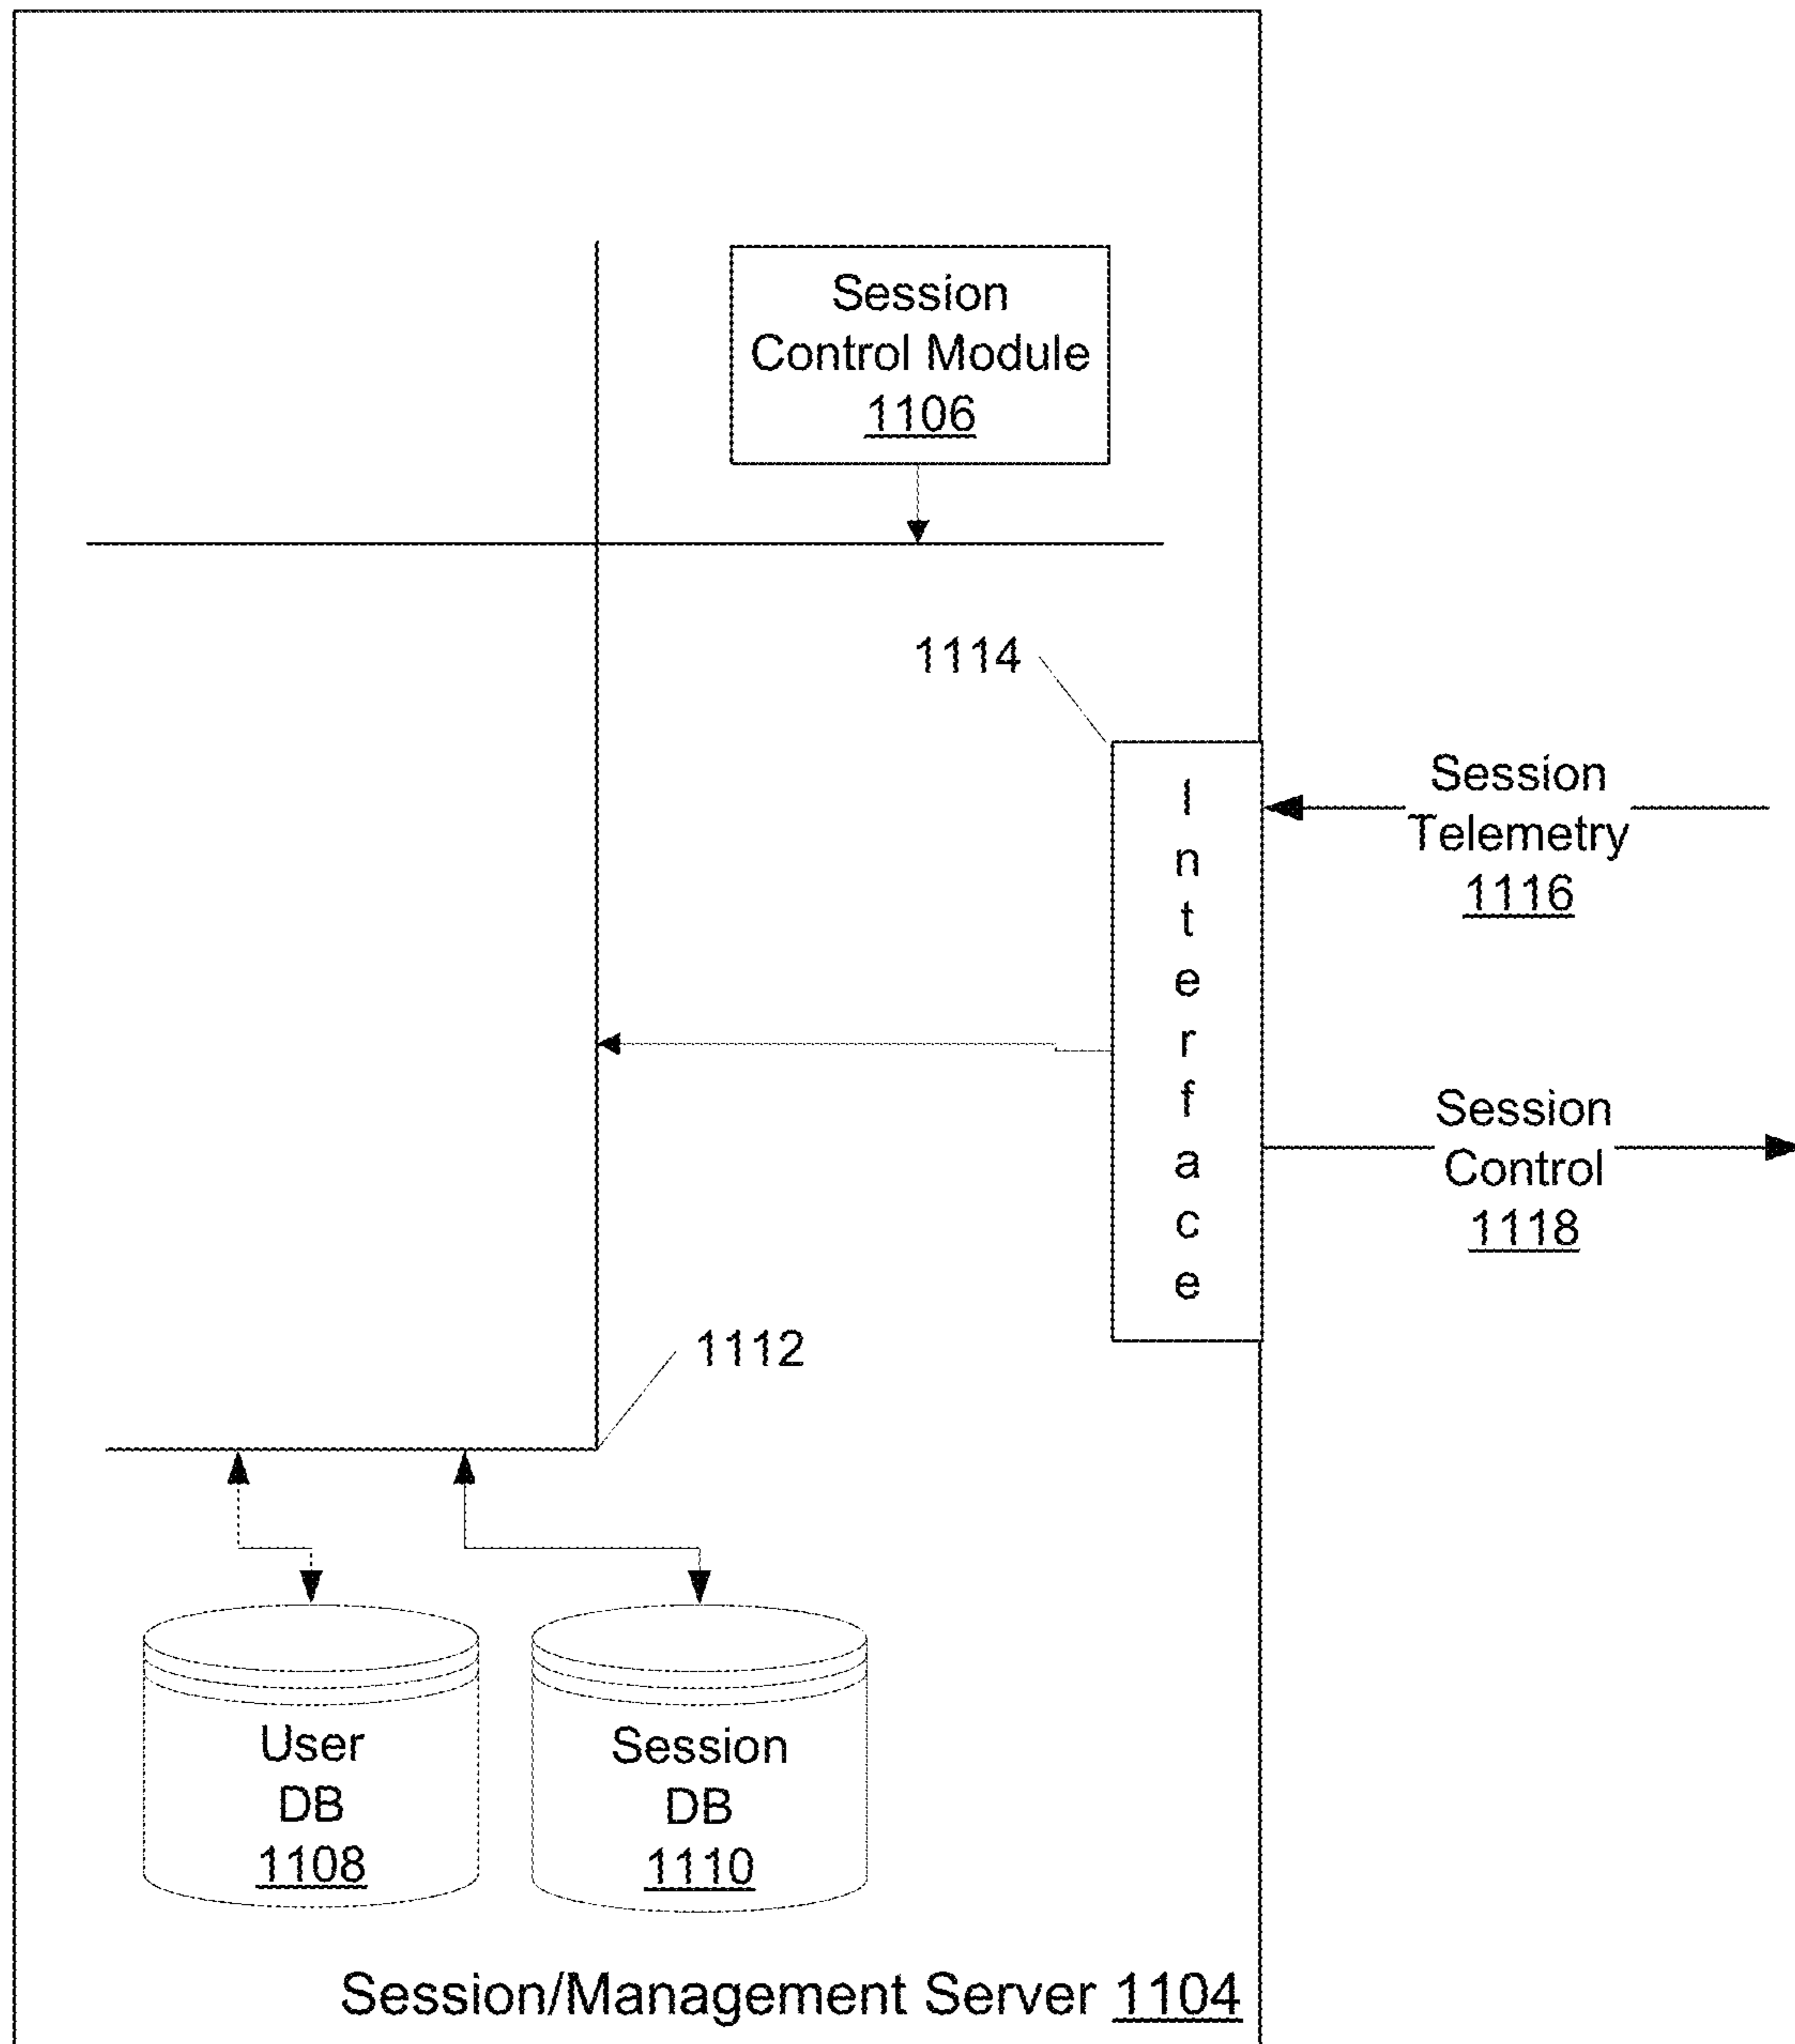 Session
Control Module
1106
1114
Interface
Session
Telemetry
1116
Session
Control
1118
1112
User
DB
1108
Session
DB
1110
Session/Management Server 1104